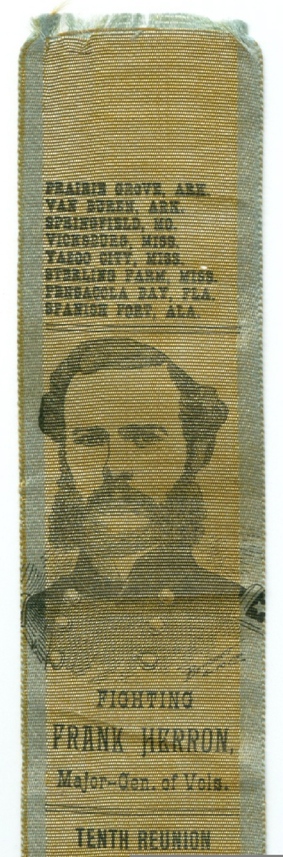 PRAIRIE GROVE, ARK.
VAN BUREN, ARK.
SPRINGFIELD, MO.
VICKSBURG, MISS.
YAZOO CITY, MISS.
STERLING FARM, MISS.
PENSACOLA BAY, FLA.
SPANISH FORT, ALA.
FIGHTING
FRANK HERRON,
Major-Gen. of Vols.
TENTH REUNION